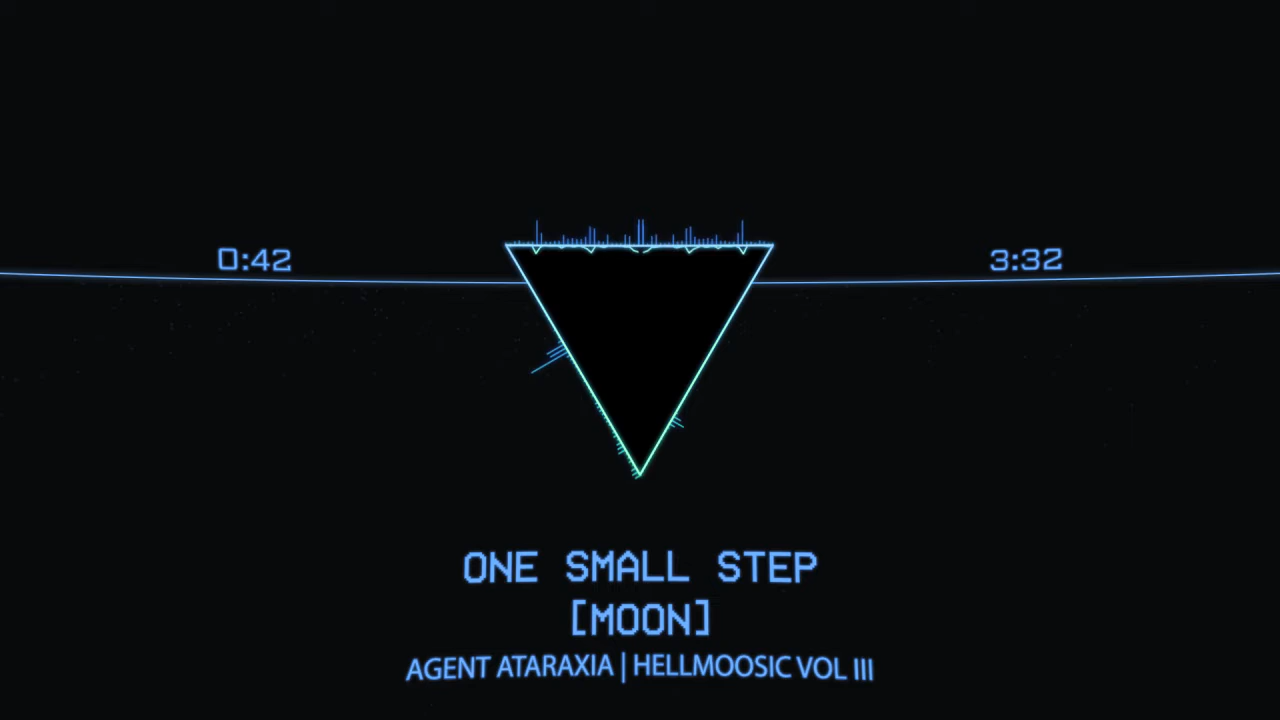 0:42
3:32
ONE SMALL STEP
[MOON]
AGENT ATARAXIA | HELLMOOSIC VOL III